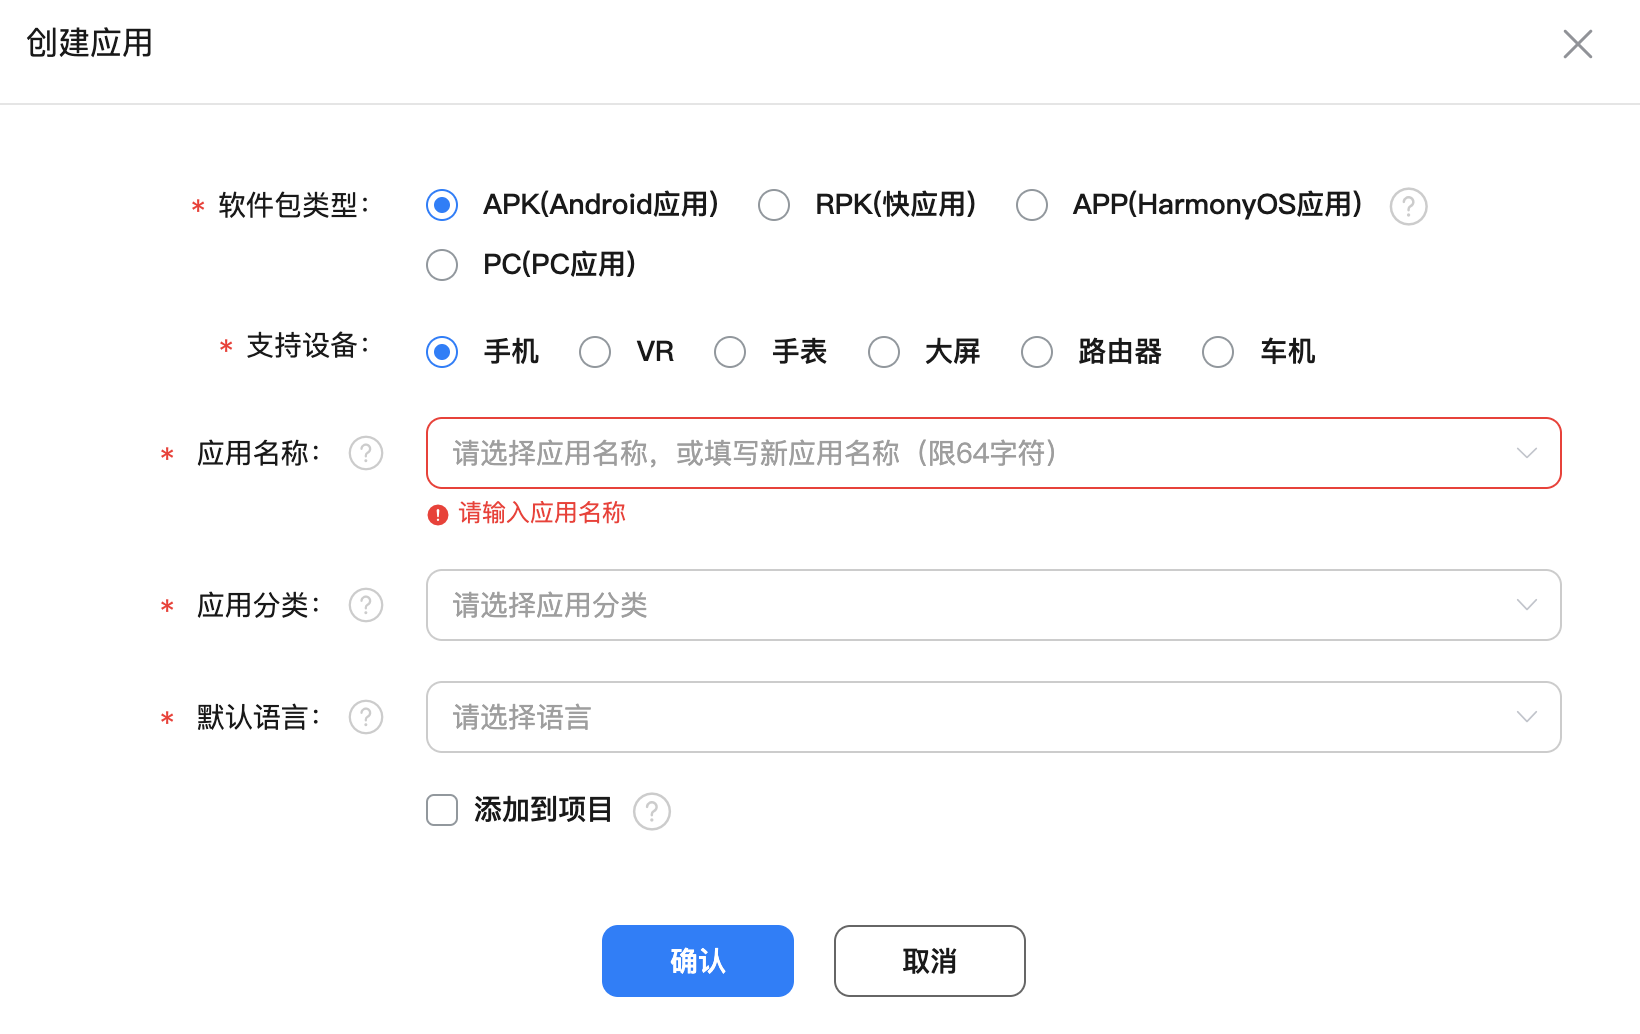 创建应用
* 软件包类型： APK(Android应用) RPK(快应用) APP(HarmonyOS应用) ?
PC(PC应用)
* 支持设备： 手机 VR 手表 大屏 路由器 车机
* 应用名称： ? 请选择应用名称，或填写新应用名称（限64字符）
! 请输入应用名称
* 应用分类： ? 请选择应用分类
* 默认语言： ? 请选择语言
添加到项目 ?
确认 取消